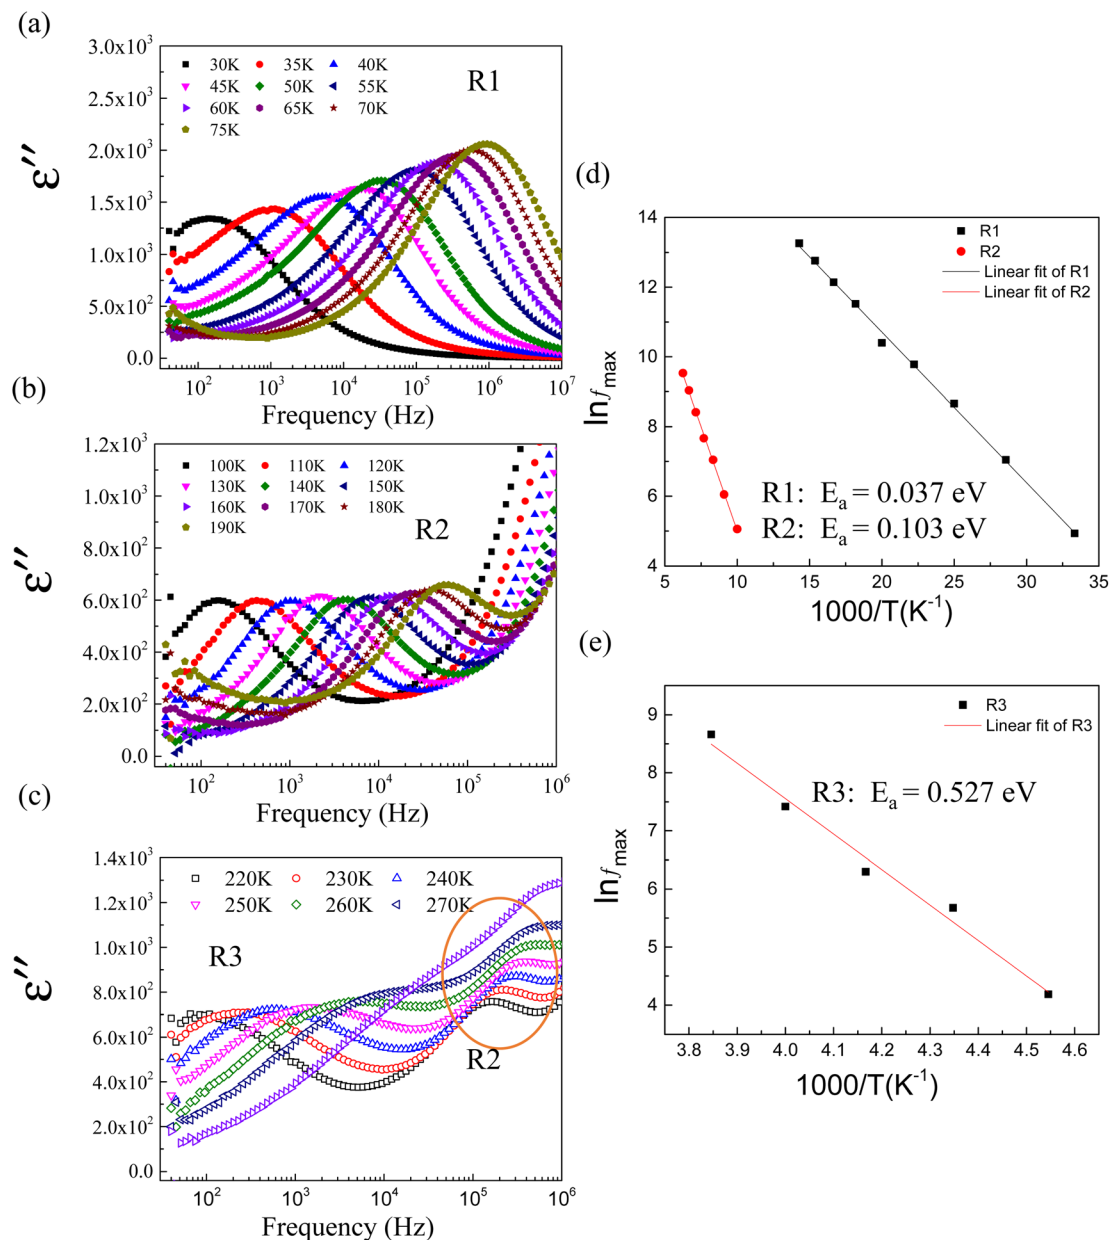 (a)
3.0x10³
2.5x10³
2.0x10³
1.5x10³
1.0x10³
5.0x10²
0.0
ε''
30K 35K 40K
45K 50K 55K
60K 65K 70K
75K
R1
10² 10³ 10⁴ 10⁵ 10⁶ 10⁷
Frequency (Hz)
(b)
1.2x10³
1.0x10³
8.0x10²
6.0x10²
4.0x10²
2.0x10²
0.0
ε''
100K 110K 120K
130K 140K 150K
160K 170K 180K
190K
R2
10² 10³ 10⁴ 10⁵ 10⁶
Frequency (Hz)
(c)
1.4x10³
1.2x10³
1.0x10³
8.0x10²
6.0x10²
4.0x10²
2.0x10²
0.0
ε''
220K 230K 240K
250K 260K 270K
R3
R2
10² 10³ 10⁴ 10⁵ 10⁶
Frequency (Hz)
(d)
14
12
10
8
6
4
lnf_max
R1
R2
Linear fit of R1
Linear fit of R2
R1: E_a = 0.037 eV
R2: E_a = 0.103 eV
5 10 15 20 25 30 35
1000/T(K⁻¹)
(e)
9
8
7
6
5
4
lnf_max
R3
Linear fit of R3
R3: E_a = 0.527 eV
3.8 3.9 4.0 4.1 4.2 4.3 4.4 4.5 4.6
1000/T(K⁻¹)